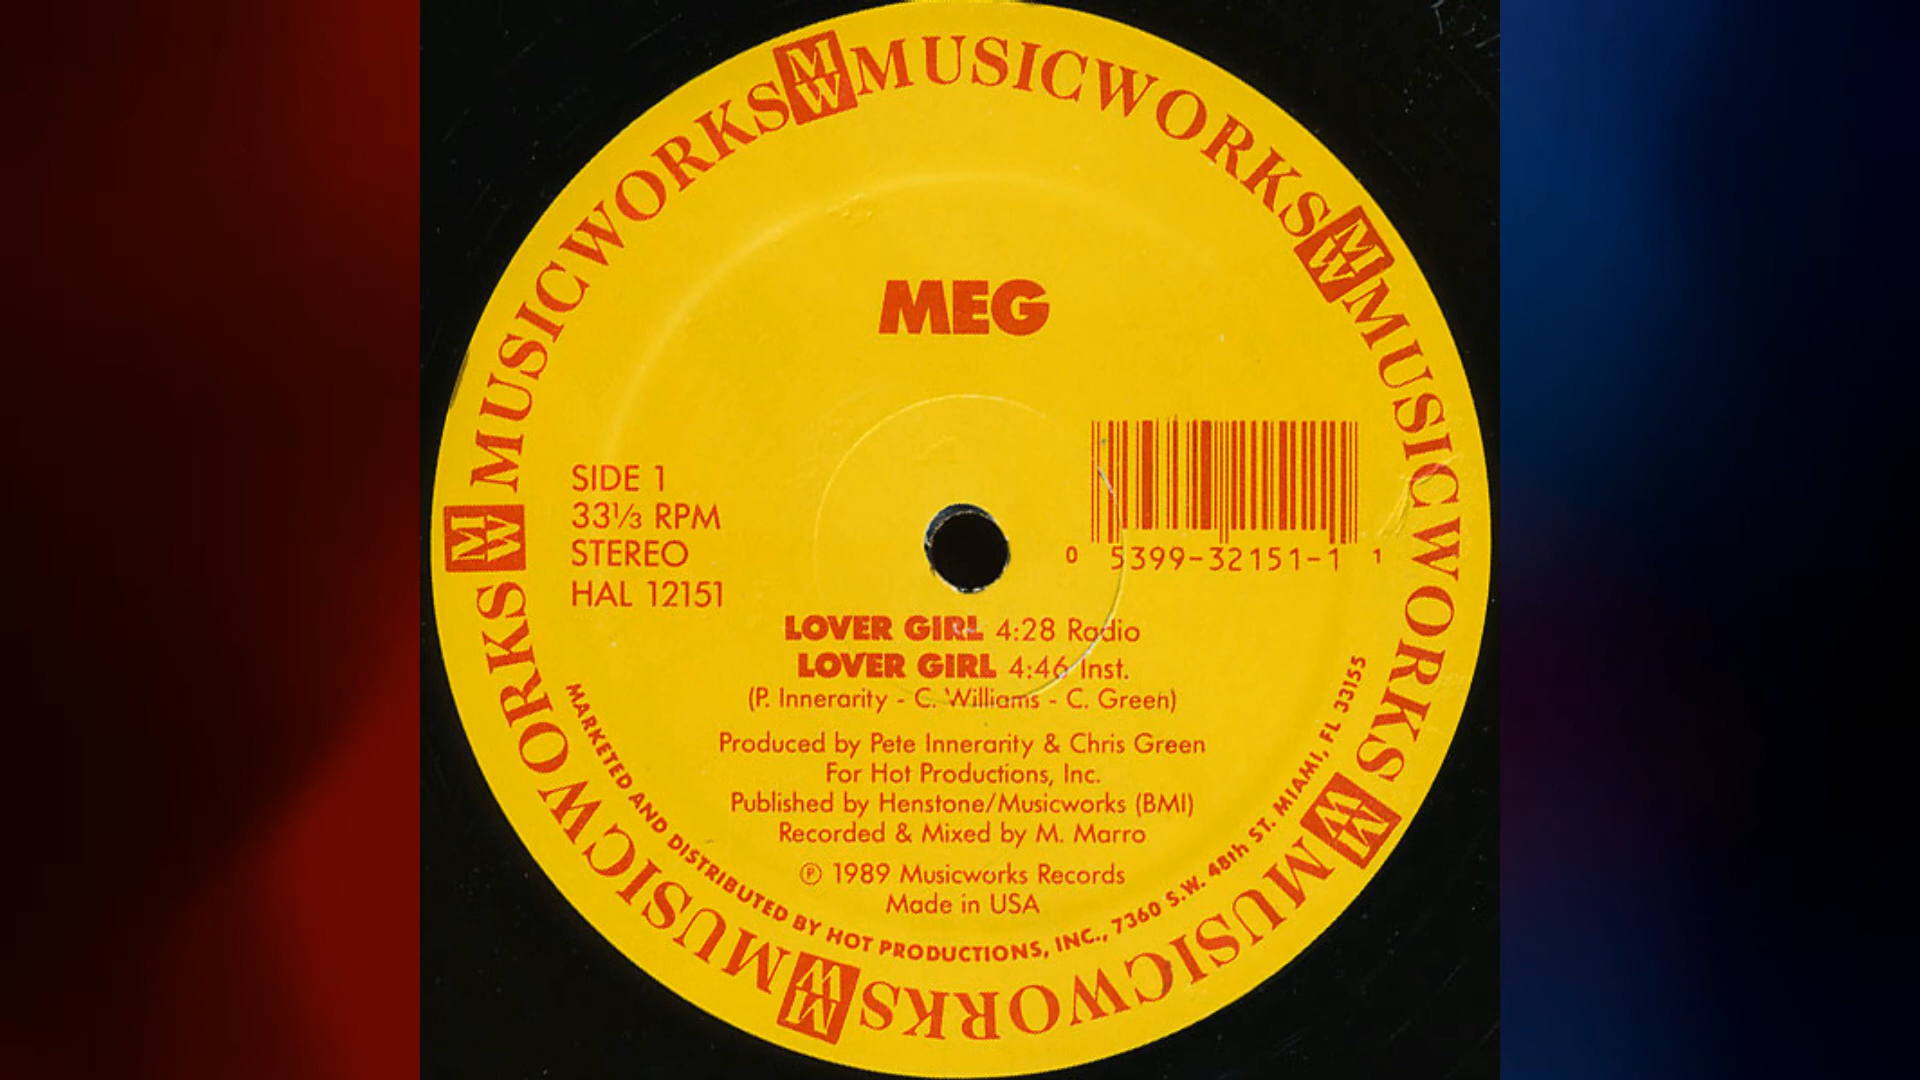 MW MUSICWORKS MW MUSICWORKS MW MUSICWORKS MW MUSICWORKS MW MUSICWORKS
MEG
SIDE 1
33⅓ RPM
STEREO
HAL 12151
0 5399-32151-1 1
LOVER GIRL 4:28 Radio
LOVER GIRL 4:46 Inst.
(P. Innerarity - C. Williams - C. Green)
Produced by Pete Innerarity & Chris Green
For Hot Productions, Inc.
Published by Henstone/Musicworks (BMI)
Recorded & Mixed by M. Marro
℗ 1989 Musicworks Records
Made in USA
MARKETED AND DISTRIBUTED BY HOT PRODUCTIONS, INC., 7360 S.W. 48th ST. MIAMI, FL 33155